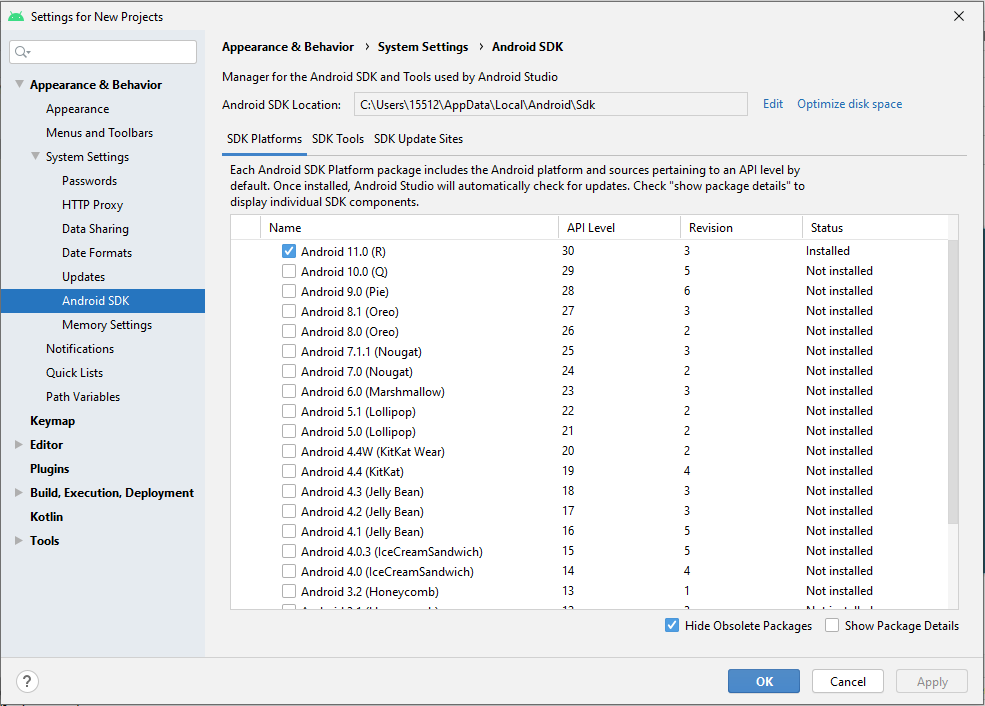 Settings for New Projects
Appearance & Behavior
Appearance
Menus and Toolbars
System Settings
Passwords
HTTP Proxy
Data Sharing
Date Formats
Updates
Android SDK
Memory Settings
Notifications
Quick Lists
Path Variables
Keymap
Editor
Plugins
Build, Execution, Deployment
Kotlin
Tools
Appearance & Behavior › System Settings › Android SDK
Manager for the Android SDK and Tools used by Android Studio
Android SDK Location: C:\Users\15512\AppData\Local\Android\Sdk Edit Optimize disk space
SDK Platforms SDK Tools SDK Update Sites
Each Android SDK Platform package includes the Android platform and sources pertaining to an API level by
default. Once installed, Android Studio will automatically check for updates. Check "show package details" to
display individual SDK components.
Name API Level Revision Status
Android 11.0 (R) 30 3 Installed
Android 10.0 (Q) 29 5 Not installed
Android 9.0 (Pie) 28 6 Not installed
Android 8.1 (Oreo) 27 3 Not installed
Android 8.0 (Oreo) 26 2 Not installed
Android 7.1.1 (Nougat) 25 3 Not installed
Android 7.0 (Nougat) 24 2 Not installed
Android 6.0 (Marshmallow) 23 3 Not installed
Android 5.1 (Lollipop) 22 2 Not installed
Android 5.0 (Lollipop) 21 2 Not installed
Android 4.4W (KitKat Wear) 20 2 Not installed
Android 4.4 (KitKat) 19 4 Not installed
Android 4.3 (Jelly Bean) 18 3 Not installed
Android 4.2 (Jelly Bean) 17 3 Not installed
Android 4.1 (Jelly Bean) 16 5 Not installed
Android 4.0.3 (IceCreamSandwich) 15 5 Not installed
Android 4.0 (IceCreamSandwich) 14 4 Not installed
Android 3.2 (Honeycomb) 13 1 Not installed
Hide Obsolete Packages Show Package Details
? OK Cancel Apply